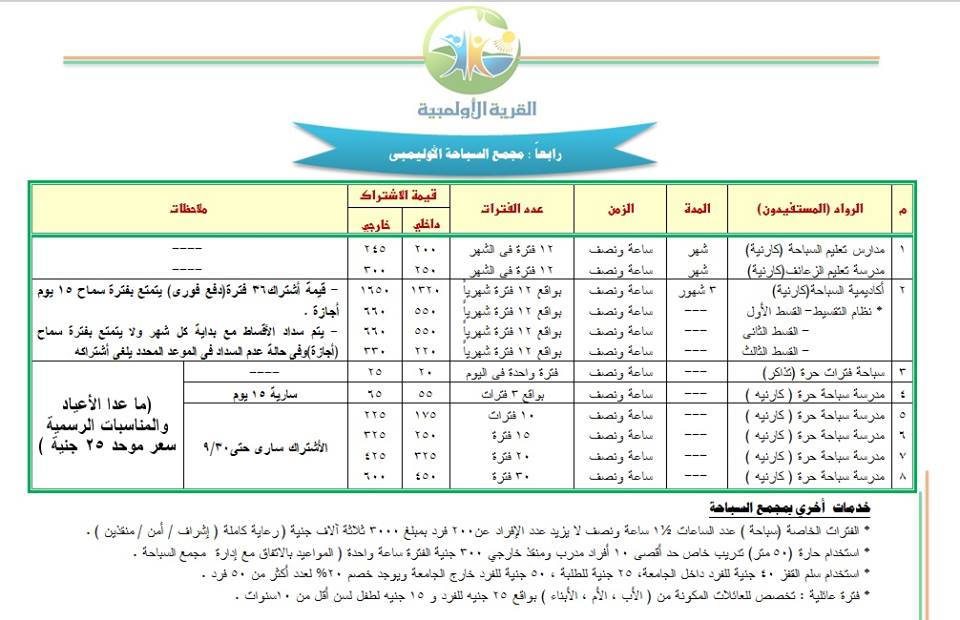 القرية الأولمبية
رابعاً : مجمع السباحة الأوليمبى
م الرواد (المستفيدون) المدة الزمن عدد الفترات قيمة الاشتراك ملاحظات
داخلي خارجي
١ مدارس تعليم السباحة (كارنية) شهر ساعة ونصف ١٢ فترة فى الشهر ٢٠٠ ٢٤٥ ----
مدرسة تعليم الزعانف(كارنية) شهر ساعة ونصف ١٢ فترة فى الشهر ٢٥٠ ٣٠٠ ----
٢ أكاديمية السباحة(كارنية) ٣ شهور ساعة ونصف بواقع ١٢ فترة شهرياً ١٣٢٠ ١٦٥٠ - قيمة أشتراك٣٦ فترة(دفع فورى) يتمتع بفترة سماح ١٥ يوم
* نظام التقسيط- القسط الأول --- ساعة ونصف بواقع ١٢ فترة شهرياً ٥٥٠ ٦٦٠ أجازة .
- القسط الثانى --- ساعة ونصف بواقع ١٢ فترة شهرياً ٥٥٠ ٦٦٠ - يتم سداد الأقساط مع بداية كل شهر ولا يتمتع بفترة سماح
- القسط الثالث --- ساعة ونصف بواقع ١٢ فترة شهرياً ٢٢٠ ٣٣٠ (أجازة)وفى حالة عدم السداد فى الموعد المحدد يلغى أشتراكه
٣ سباحة فترات حرة (تذاكر) --- ساعة ونصف فترة واحدة فى اليوم ٢٠ ٢٥ ----
٤ مدرسة سباحة حرة ( كارنيه ) --- ساعة ونصف بواقع ٣ فترات ٥٥ ٦٥ سارية ١٥ يوم
٥ مدرسة سباحة حرة ( كارنيه ) --- ساعة ونصف ١٠ فترات ١٧٥ ٢٢٥
٦ مدرسة سباحة حرة ( كارنيه ) --- ساعة ونصف ١٥ فترة ٢٥٠ ٣٢٥
٧ مدرسة سباحة حرة ( كارنيه ) --- ساعة ونصف ٢٠ فترة ٣٢٥ ٤٢٥
٨ مدرسة سباحة حرة ( كارنيه ) --- ساعة ونصف ٣٠ فترة ٤٥٠ ٦٠٠
الأشتراك سارى حتى٩/٣٠
(ما عدا الأعياد
والمناسبات الرسمية
سعر موحد ٢٥ جنية )
خدمات أخري بمجمع السباحة
* الفترات الخاصة (سباحة ) عدد الساعات ١½ ساعة ونصف لا يزيد عدد الإفراد عن٢٠٠ فرد بمبلغ ٣٠٠٠ ثلاثة آلاف جنية (رعاية كاملة ( إشراف / أمن / منقذين ) .
* استخدام حارة (٥٠ متر) تدريب خاص حد أقصى ١٠ أفراد مدرب ومنقذ خارجي ٣٠٠ جنية الفترة ساعة واحدة ( المواعيد بالاتفاق مع إدارة مجمع السباحة .
* استخدام سلم القفز ٤٠ جنية للفرد داخل الجامعة، ٢٥ جنية للطلبة ، ٥٠ جنية للفرد خارج الجامعة ويوجد خصم ٢٠% لعدد أكثر من ٥٠ فرد .
* فترة عائلية : تخصص للعائلات المكونة من ( الأب ، الأم ، الأبناء ) بواقع ٢٥ جنيه للفرد و ١٥ جنيه لطفل لسن أقل من ١٠سنوات .